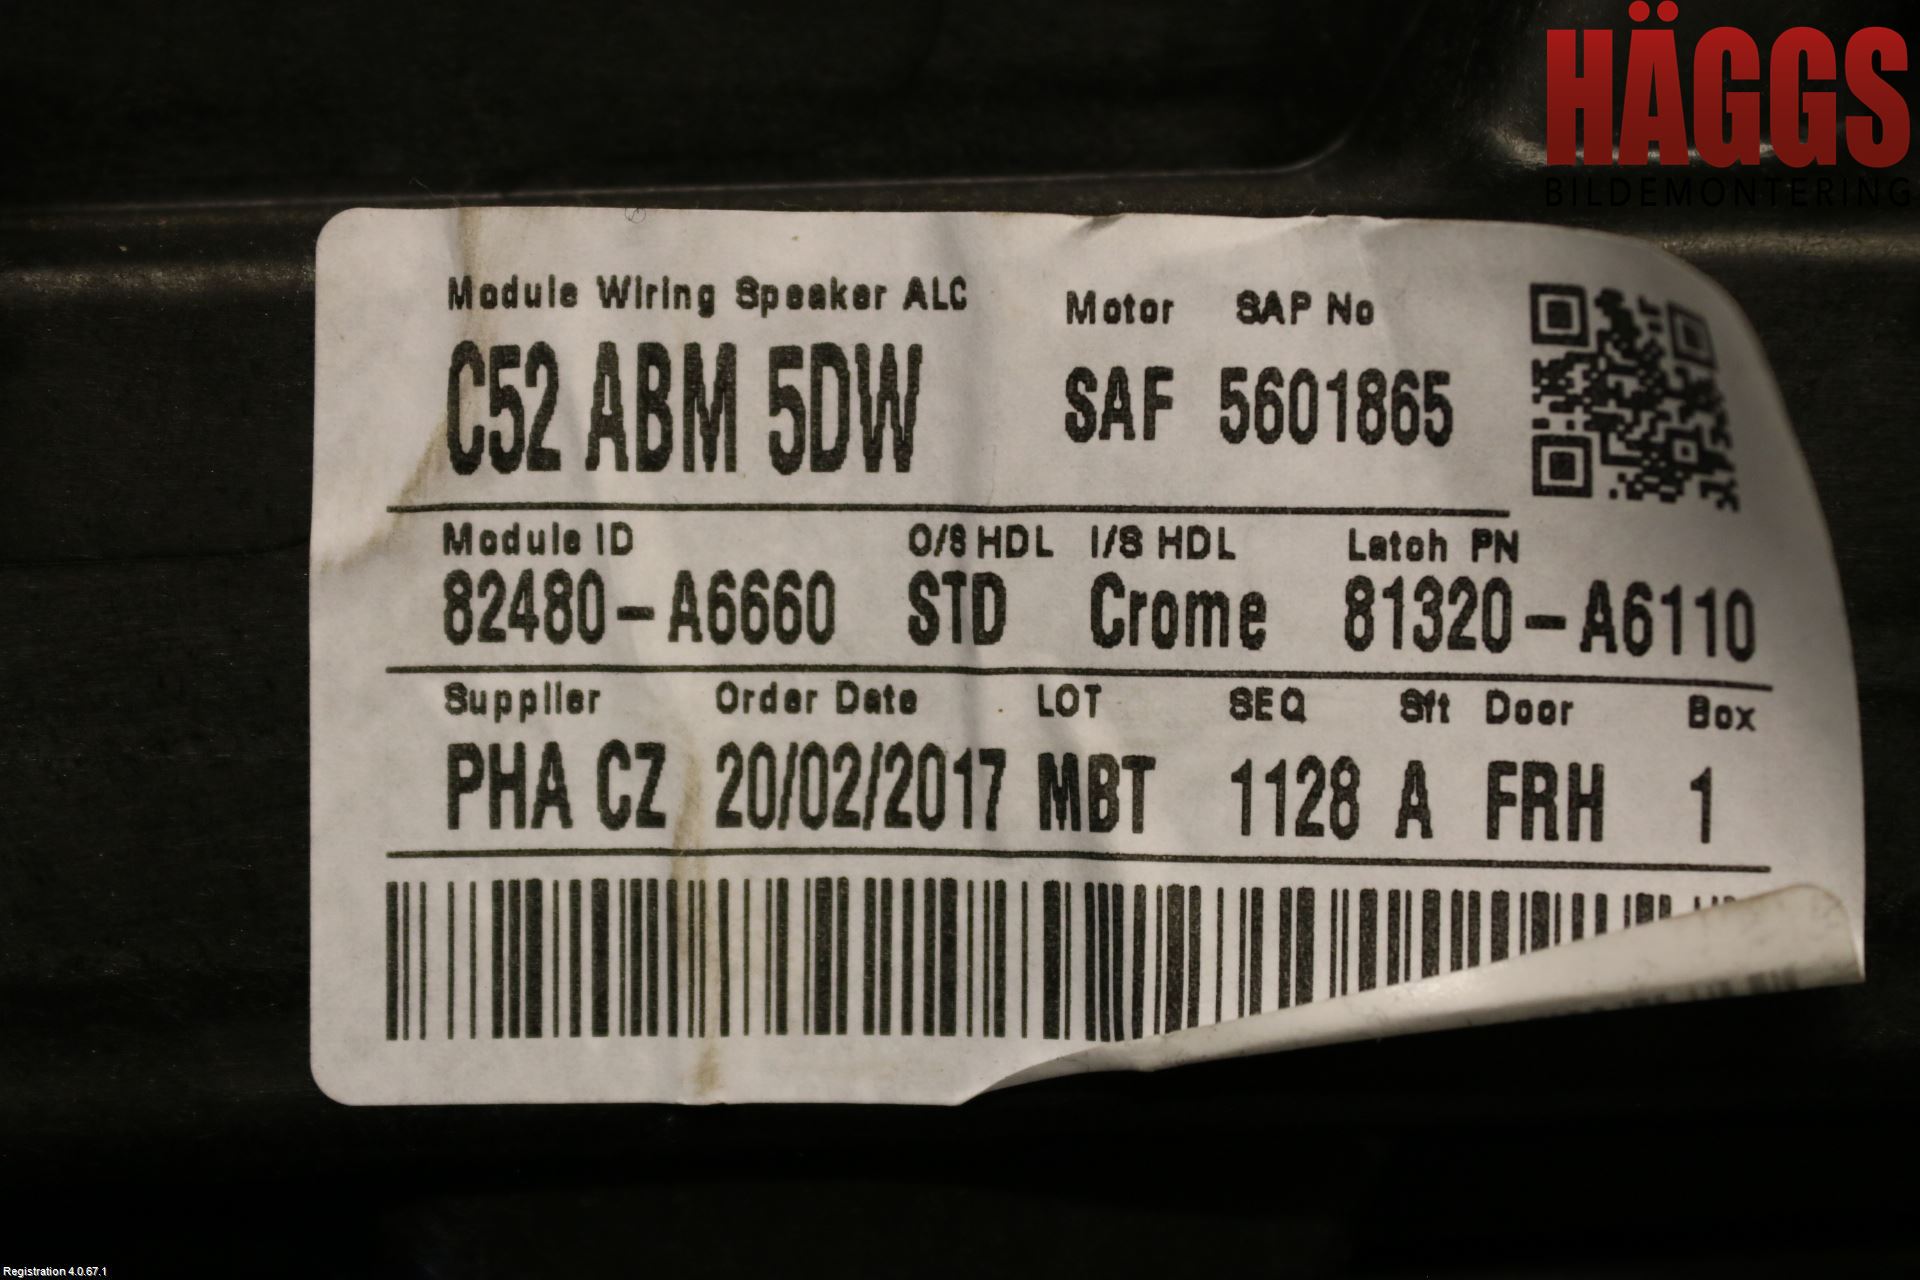 HÄGGS
BILDEMONTERING
Module Wiring Speaker ALC Motor SAP No
C52 ABM 5DW SAF 5601865
Module ID O/S HDL I/S HDL Latch PN
82480-A6660 STD Crome 81320-A6110
Supplier Order Date LOT SEQ Sft Door Box
PHA CZ 20/02/2017 MBT 1128 A FRH 1
Registration 4.0.67.1